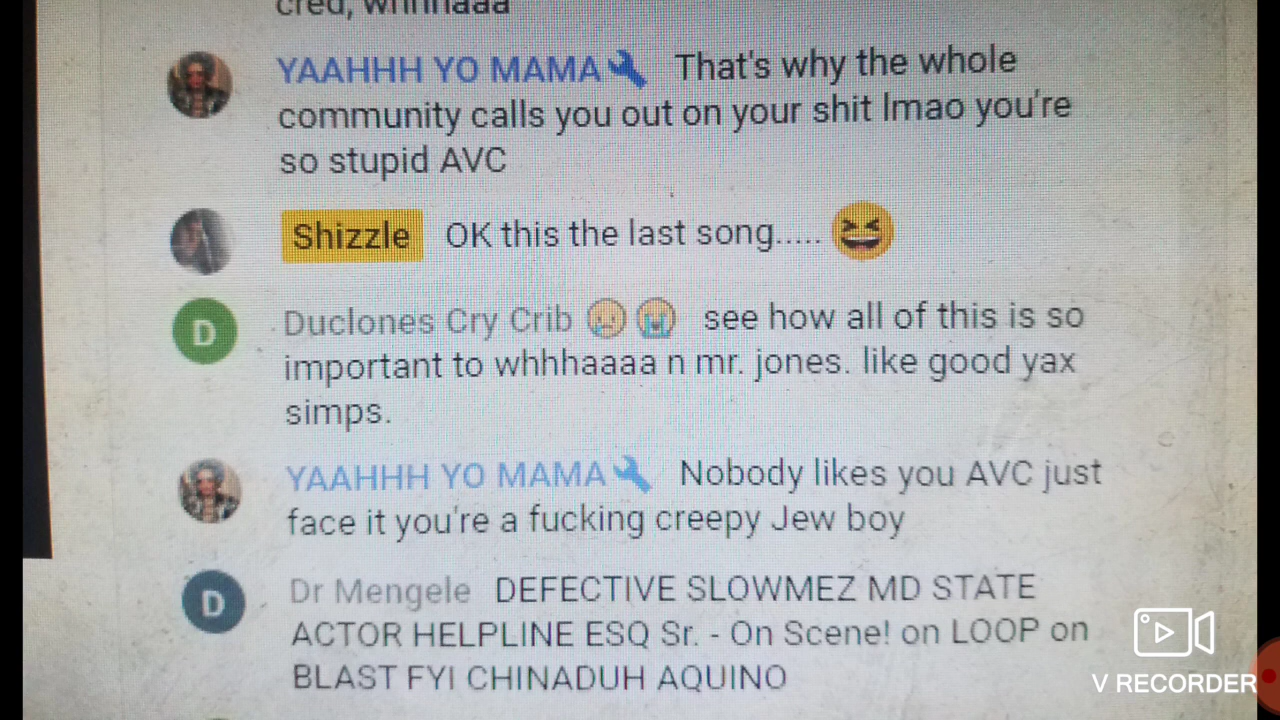 cred, whhhaaa
YAAHHH YO MAMA That's why the whole
community calls you out on your shit lmao you're
so stupid AVC
Shizzle OK this the last song.....
D Duclones Cry Crib see how all of this is so
important to whhhaaaa n mr. jones. like good yax
simps.
YAAHHH YO MAMA Nobody likes you AVC just
face it you're a fucking creepy Jew boy
D Dr Mengele DEFECTIVE SLOWMEZ MD STATE
ACTOR HELPLINE ESQ Sr. - On Scene! on LOOP on
BLAST FYI CHINADUH AQUINO
V RECORDER